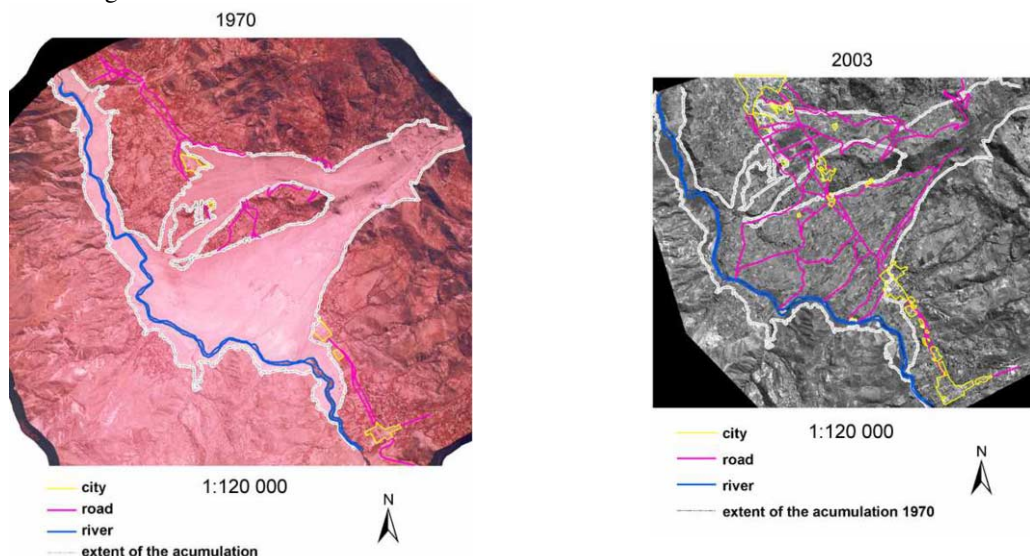 1970
city
road
river
extent of the acumulation
1:120 000
N
2003
city
road
river
extent of the acumulation 1970
1:120 000
N